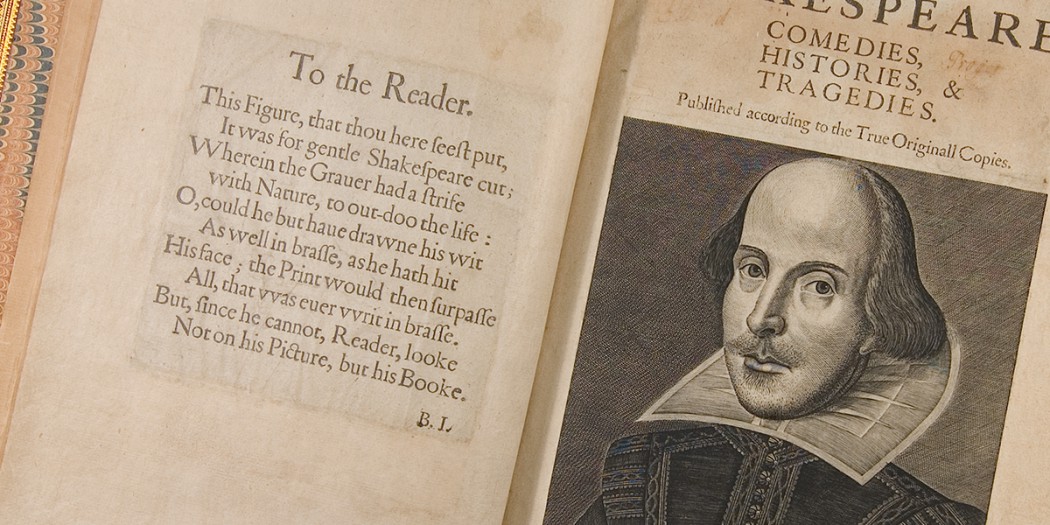 To the Reader.
This Figure, that thou here ſeeſt put,
It was for gentle Shakeſpeare cut;
VVherein the Grauer had a ſtrife
with Nature, to out-doo the life :
O, could he but haue dravvne his wit
As well in braſſe, as he hath hit
His face ; the Print would then ſurpaſſe
All, that vvas euer vvrit in braſſe.
But, ſince he cannot, Reader, looke
Not on his Picture, but his Booke.
B. I.
KESPEARE
COMEDIES,
HISTORIES, &
TRAGEDIES.
Publiſhed according to the True Originall Copies.